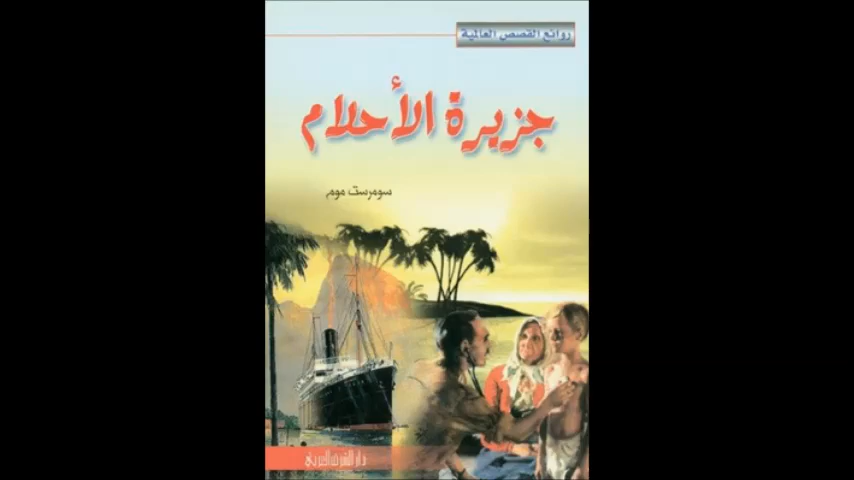 روائع القصص العالمية
جزيرة الأحلام
سومرست موم
دار الشرق العربي